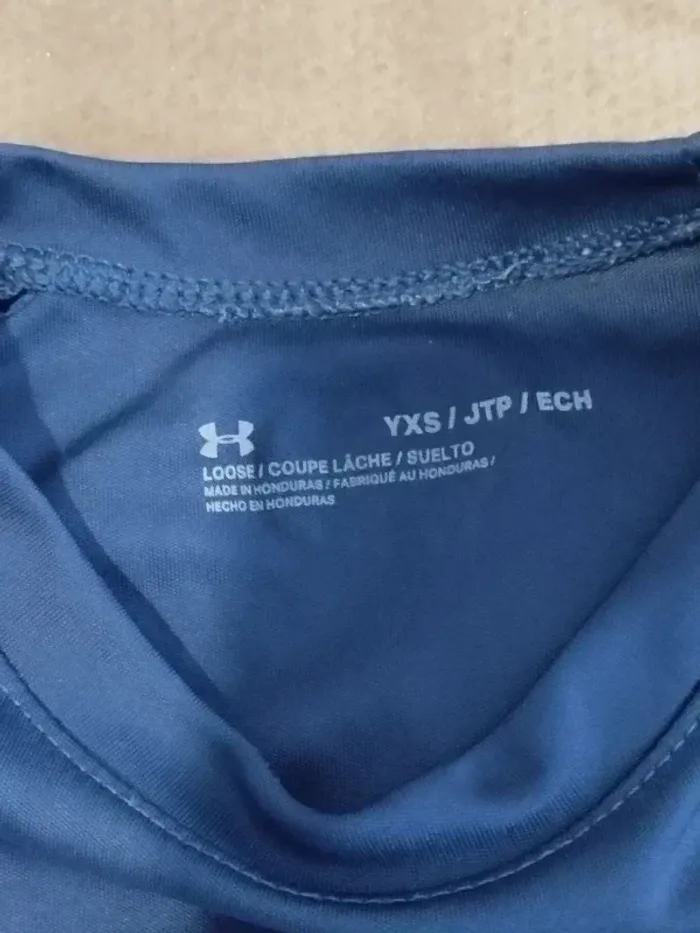 YXS / JTP / ECH
LOOSE / COUPE LÂCHE / SUELTO
MADE IN HONDURAS / FABRIQUÉ AU HONDURAS /
HECHO EN HONDURAS